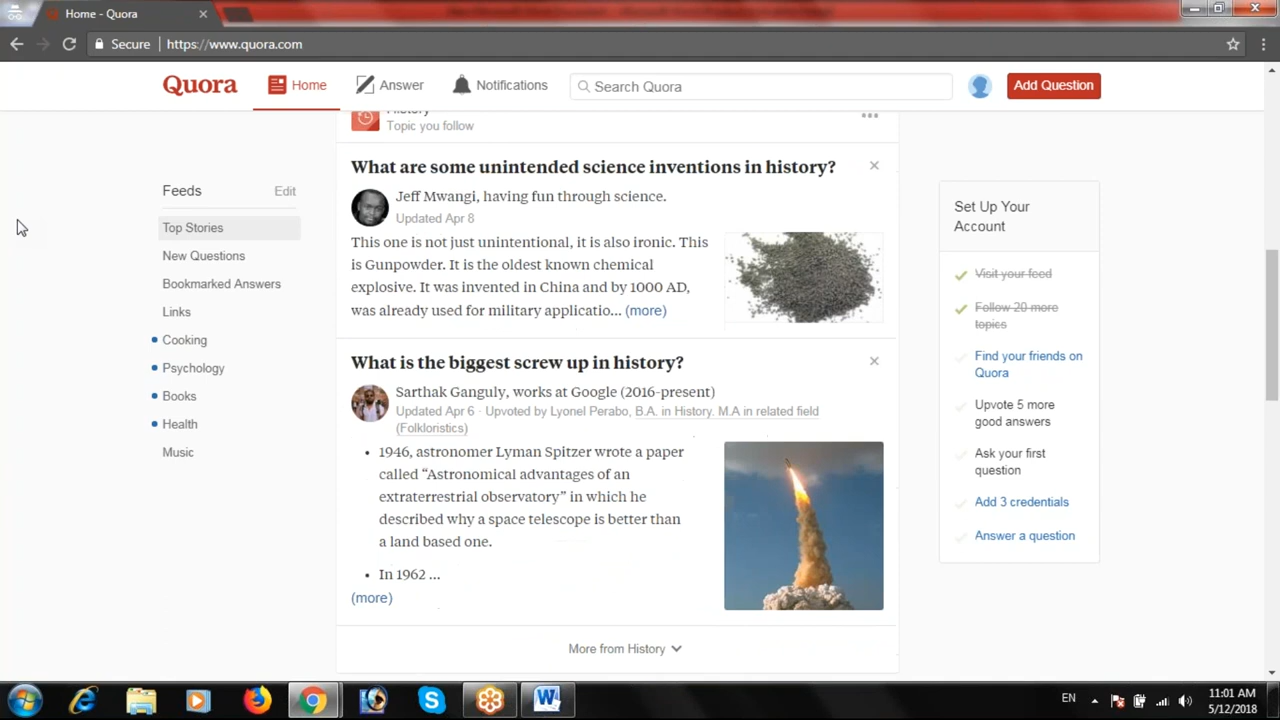 Home - Quora
Secure
https://www.quora.com
Quora
Home
Answer
Notifications
Search Quora
Add Question
History
Topic you follow
Feeds
Edit
Top Stories
New Questions
Bookmarked Answers
Links
Cooking
Psychology
Books
Health
Music
What are some unintended science inventions in history?
Jeff Mwangi, having fun through science.
Updated Apr 8
This one is not just unintentional, it is also ironic. This
is Gunpowder. It is the oldest known chemical
explosive. It was invented in China and by 1000 AD,
was already used for military applicatio... (more)
What is the biggest screw up in history?
Sarthak Ganguly, works at Google (2016-present)
Updated Apr 6 · Upvoted by Lyonel Perabo, B.A. in History. M.A in related field
(Folkloristics)
• 1946, astronomer Lyman Spitzer wrote a paper
called “Astronomical advantages of an
extraterrestrial observatory” in which he
described why a space telescope is better than
a land based one.
• In 1962 ...
(more)
More from History
Set Up Your
Account
Visit your feed
Follow 20 more
topics
Find your friends on
Quora
Upvote 5 more
good answers
Ask your first
question
Add 3 credentials
Answer a question
EN
11:01 AM
5/12/2018